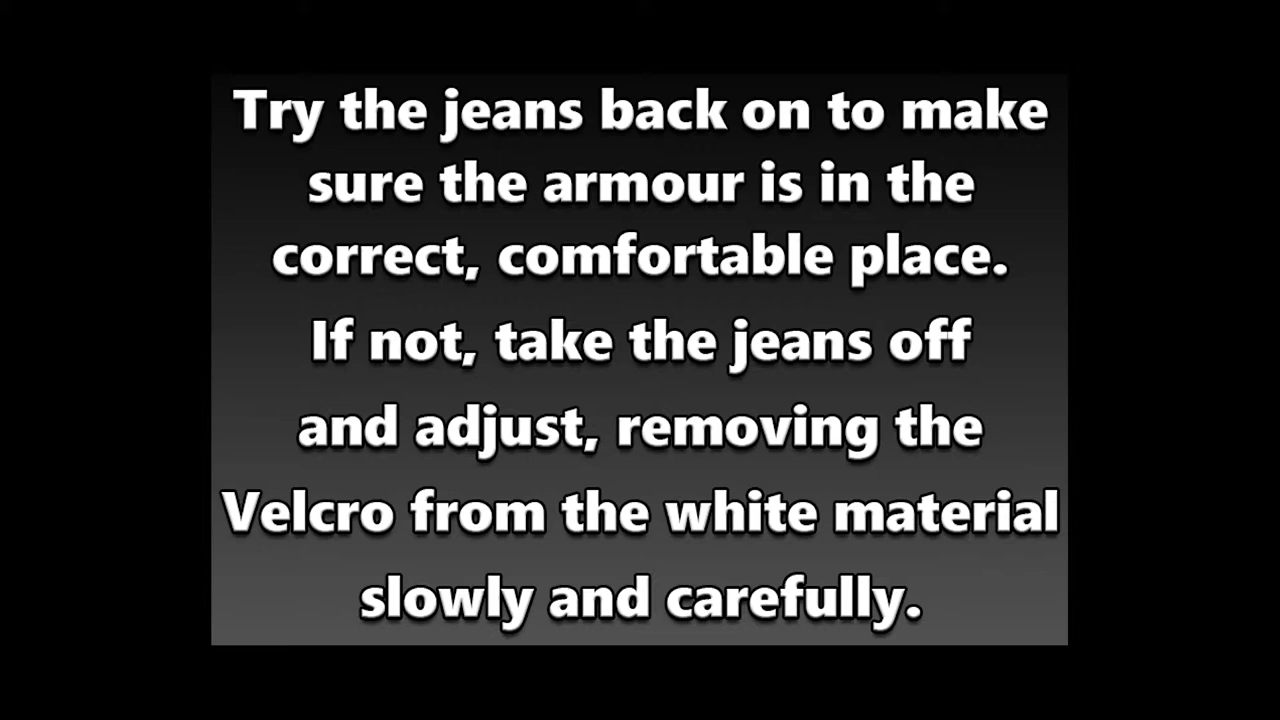 Try the jeans back on to make
sure the armour is in the
correct, comfortable place.
If not, take the jeans off
and adjust, removing the
Velcro from the white material
slowly and carefully.